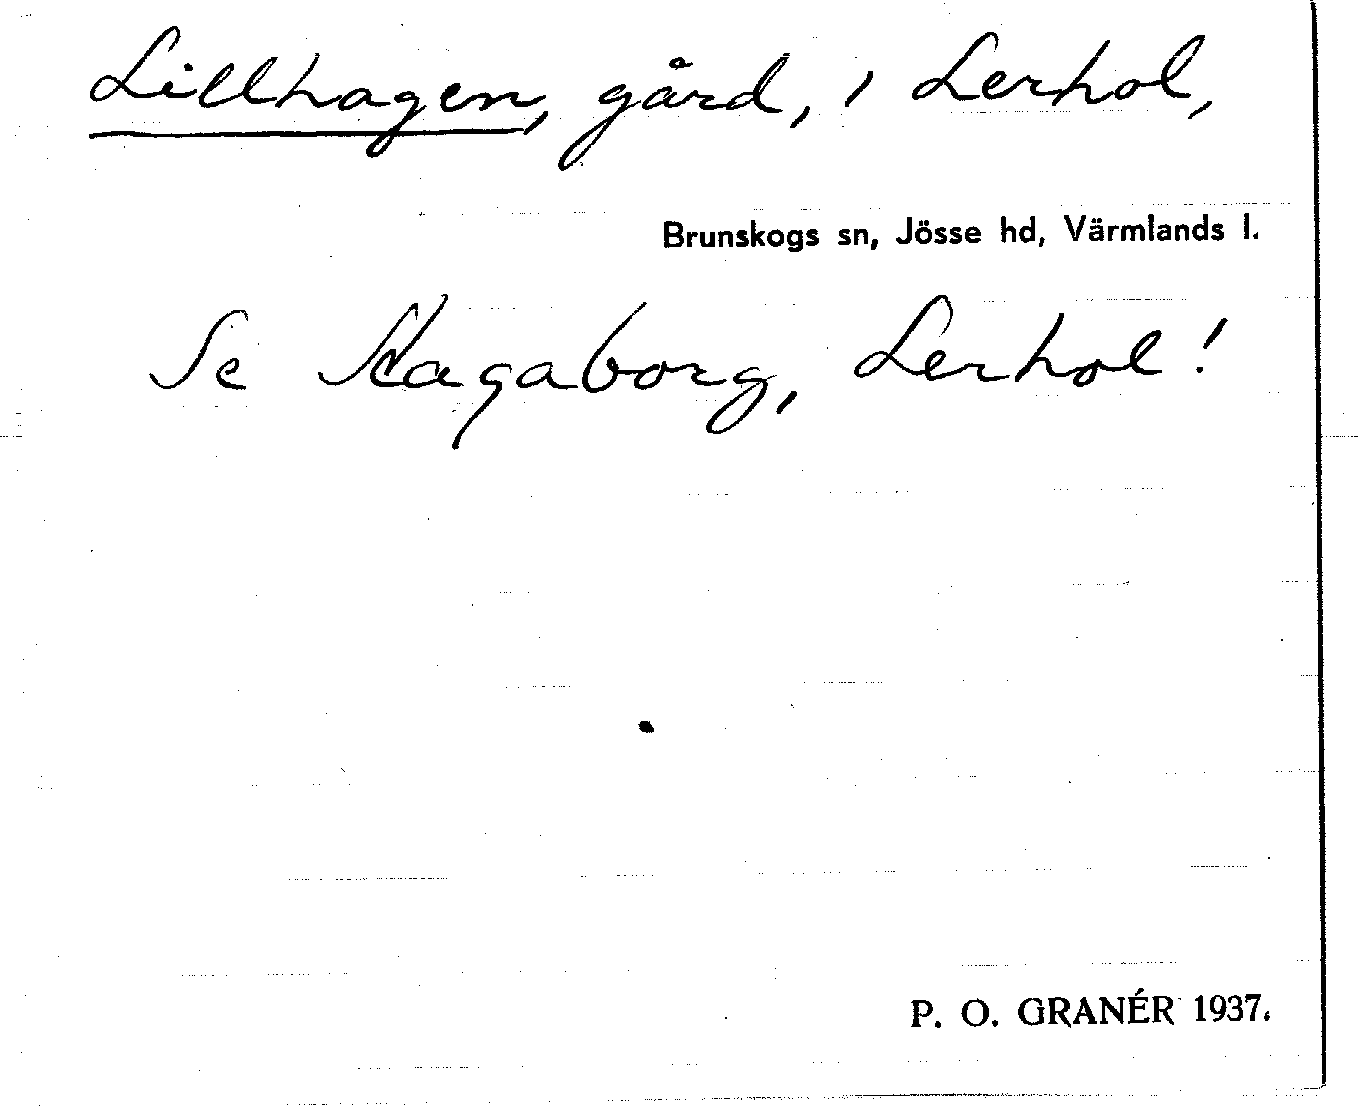 Lillhagen, gård, i Lerhol,
Brunskogs sn, Jösse hd, Värmlands l.
Se Hagaborg, Lerhol!
P. O. GRANÉR 1937.